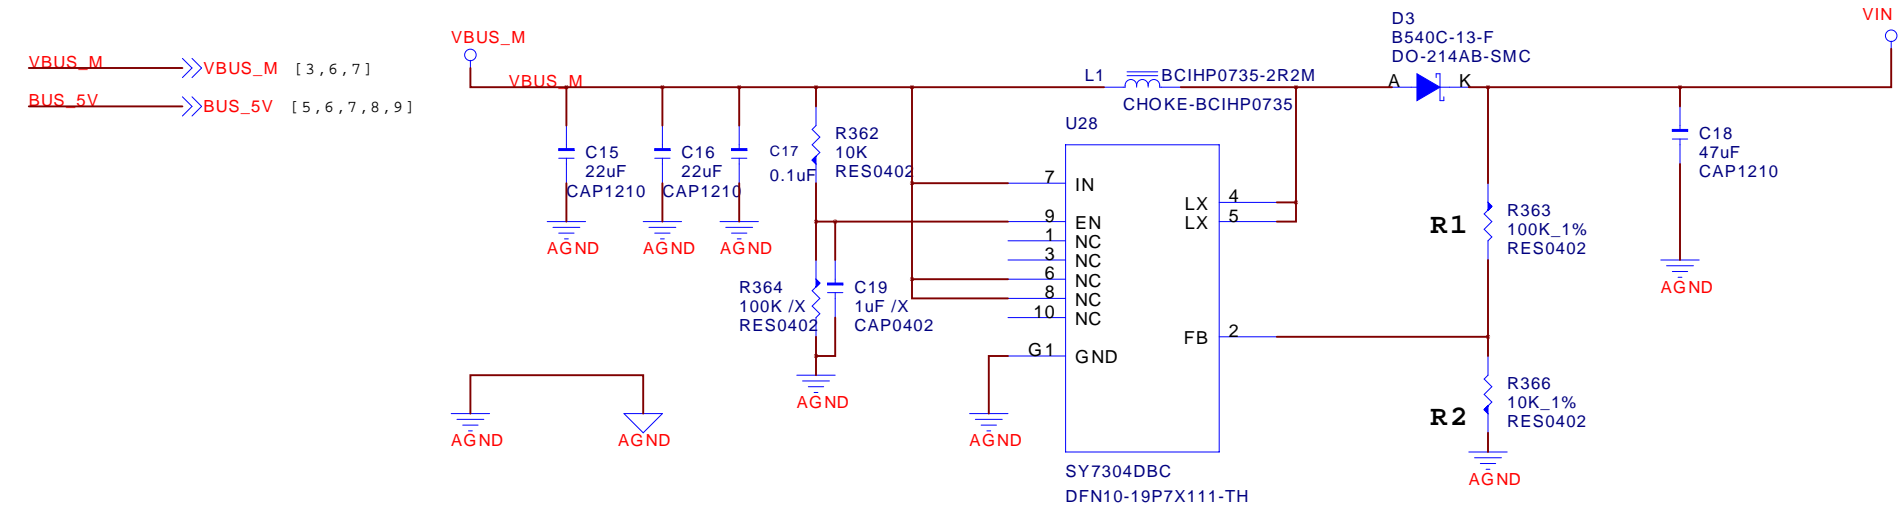 VBUS_M
VBUS_M [3,6,7]
BUS_5V
BUS_5V [5,6,7,8,9]
VBUS_M
VBUS_M
L1
BCIHP0735-2R2M
CHOKE-BCIHP0735
D3
B540C-13-F
DO-214AB-SMC
A
K
VIN
C15
22uF
CAP1210
AGND
C16
22uF
CAP1210
AGND
C17
0.1uF
AGND
R362
10K
RES0402
R364
100K /X
RES0402
C19
1uF /X
CAP0402
AGND
U28
7 IN
9 EN
1 NC
3 NC
6 NC
8 NC
10 NC
G1 GND
LX 4
LX 5
FB 2
SY7304DBC
DFN10-19P7X111-TH
AGND
R1
R363
100K_1%
RES0402
R2
R366
10K_1%
RES0402
AGND
C18
47uF
CAP1210
AGND
AGND
AGND